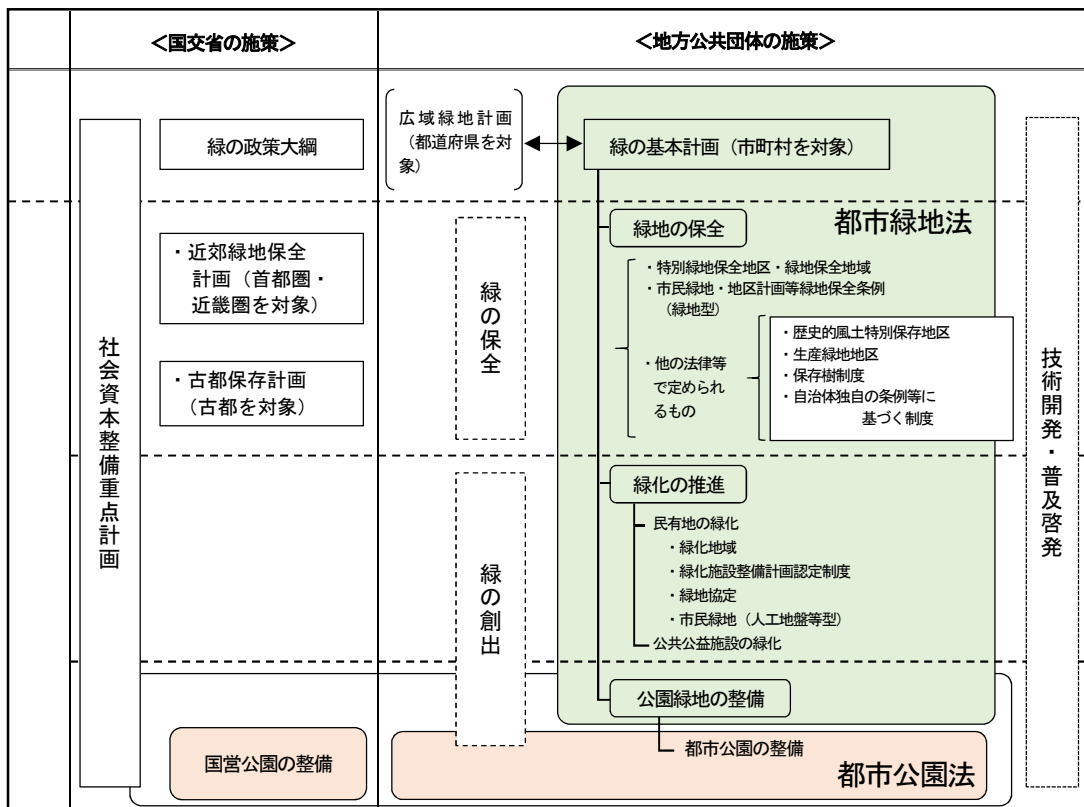 ＜国交省の施策＞
＜地方公共団体の施策＞
社会資本整備重点計画
緑の政策大綱
広域緑地計画
（都道府県を対
象）
緑の基本計画（市町村を対象）
都市緑地法
・近郊緑地保全
計画（首都圏・
近畿圏を対象）
・古都保存計画
（古都を対象）
緑の保全
緑地の保全
・特別緑地保全地区・緑地保全地域
・市民緑地・地区計画等緑地保全条例
（緑地型）
・他の法律等
で定められ
るもの
・歴史的風土特別保存地区
・生産緑地地区
・保存樹制度
・自治体独自の条例等に
基づく制度
緑の創出
緑化の推進
民有地の緑化
・緑化地域
・緑化施設整備計画認定制度
・緑地協定
・市民緑地（人工地盤等型）
公共公益施設の緑化
公園緑地の整備
都市公園の整備
国営公園の整備
都市公園法
技術開発・普及啓発